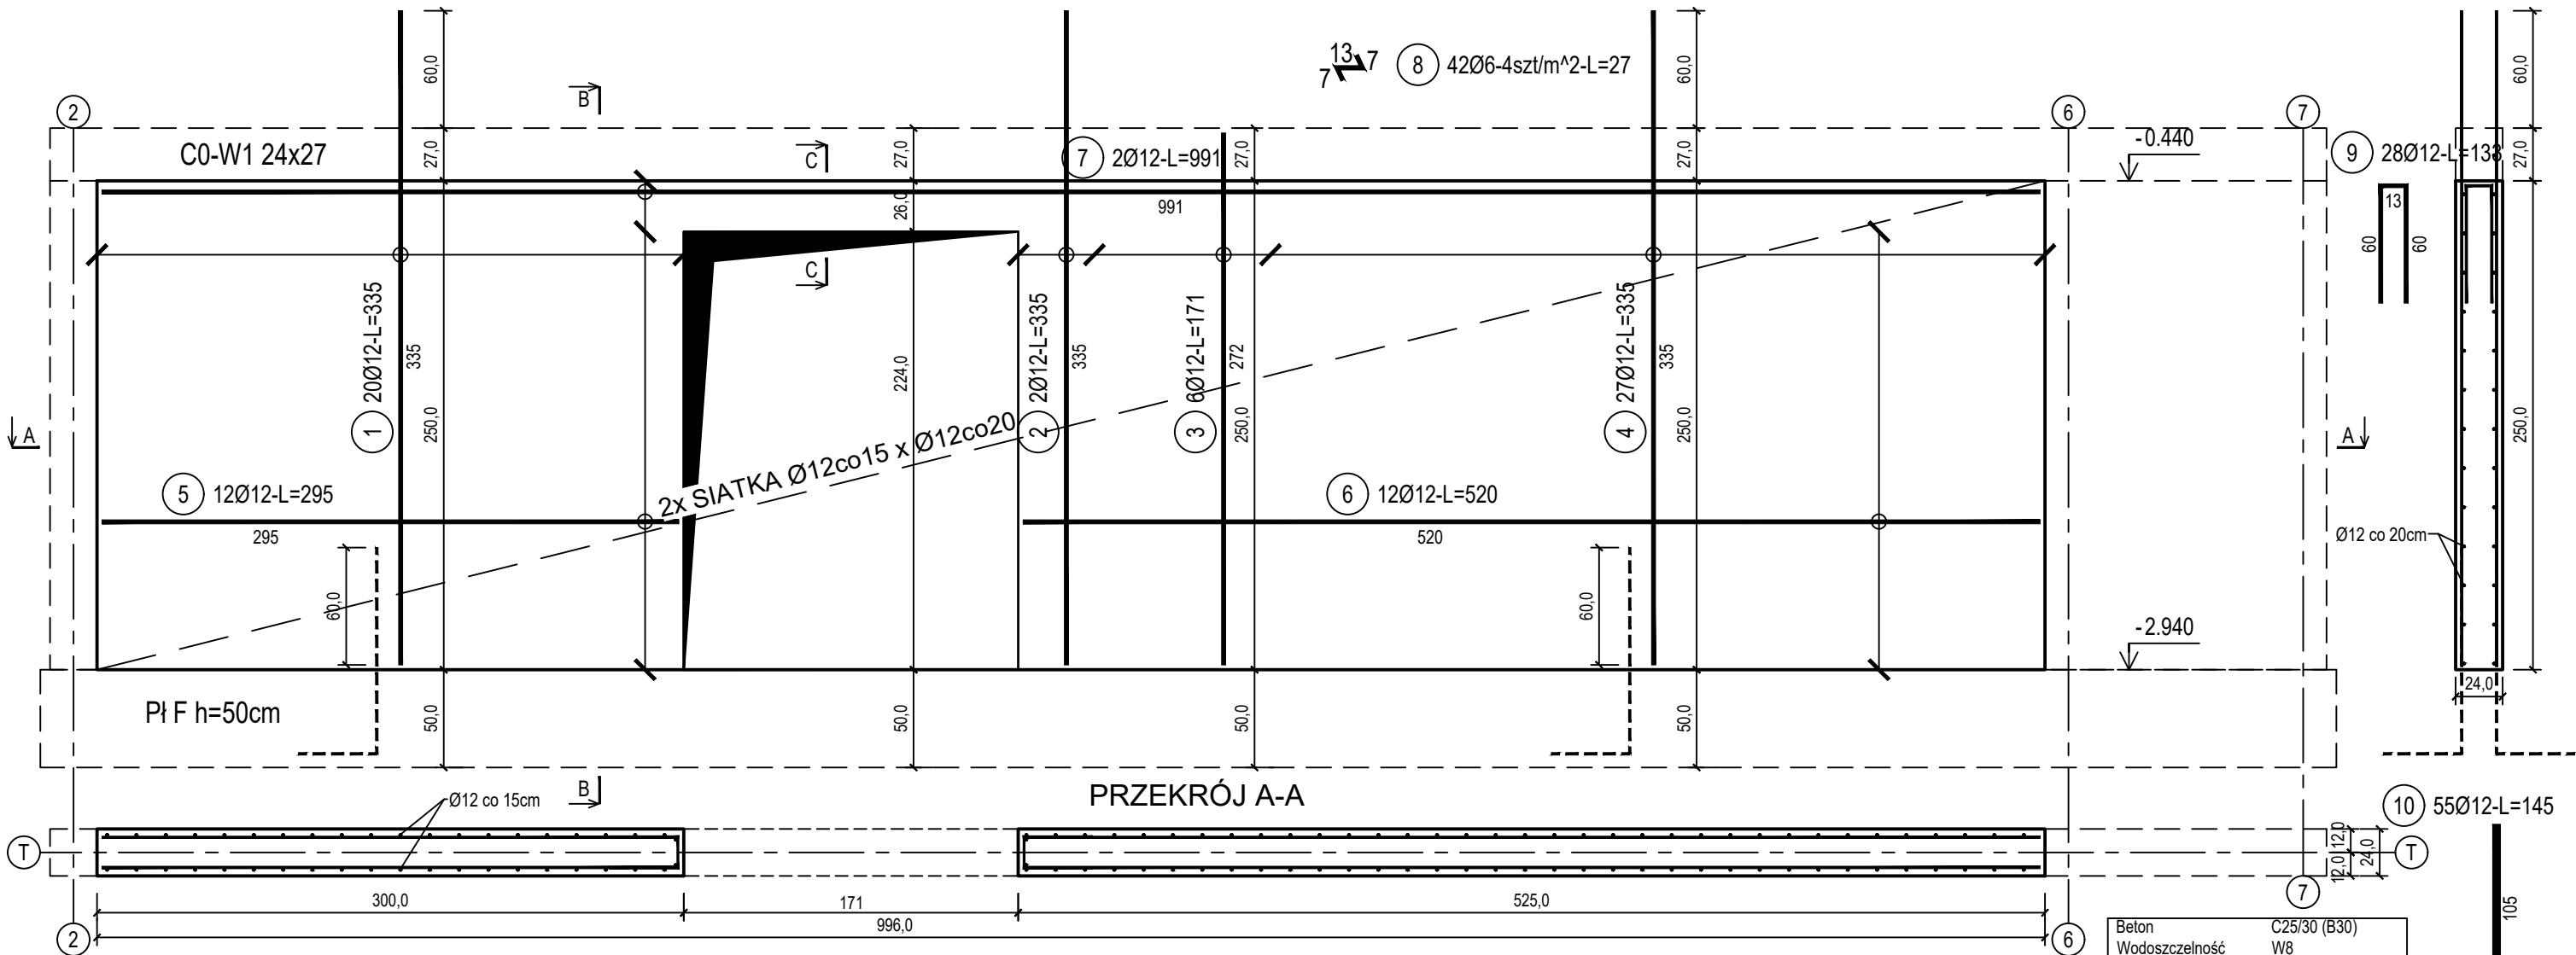 60,0
60,0
60,0
13
7
7
8
42Ø6-4szt/m^2-L=27
2
B
6
7
C0-W1 24x27
27,0
C
27,0
7
2Ø12-L=991
27,0
27,0
-0.440
9
28Ø12-L=133
27,0
991
26,0
13
C
60
60
1
20Ø12-L=335
335
250,0
224,0
2
2Ø12-L=335
335
3
6Ø12-L=171
272
250,0
4
27Ø12-L=335
335
250,0
250,0
A
A
2x SIATKA Ø12co15 x Ø12co20
5
12Ø12-L=295
295
6
12Ø12-L=520
520
Ø12 co 20cm
60,0
60,0
-2.940
24,0
Pł F h=50cm
50,0
50,0
50,0
50,0
B
Ø12 co 15cm
PRZEKRÓJ A-A
10
55Ø12-L=145
T
12,0
12,0
24,0
T
300,0
171
525,0
7
996,0
105
2
6
Beton C25/30 (B30)
Wodoszczelność W8